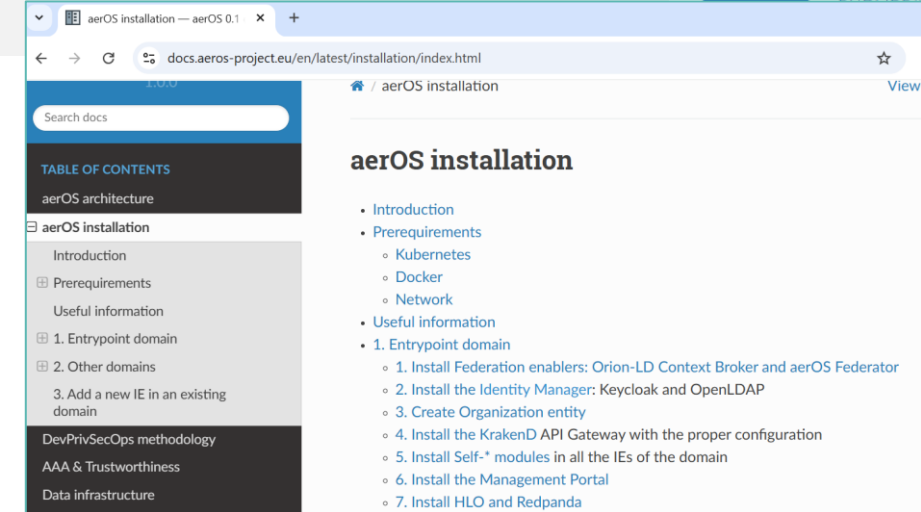 aerOS installation — aerOS 0.1
docs.aeros-project.eu/en/latest/installation/index.html
1.0.0
Search docs
TABLE OF CONTENTS
aerOS architecture
aerOS installation
Introduction
Prerequirements
Useful information
1. Entrypoint domain
2. Other domains
3. Add a new IE in an existing
domain
DevPrivSecOps methodology
AAA & Trustworthiness
Data infrastructure
/ aerOS installation
View
aerOS installation
• Introduction
• Prerequirements
◦ Kubernetes
◦ Docker
◦ Network
• Useful information
• 1. Entrypoint domain
◦ 1. Install Federation enablers: Orion-LD Context Broker and aerOS Federator
◦ 2. Install the Identity Manager: Keycloak and OpenLDAP
◦ 3. Create Organization entity
◦ 4. Install the KrakenD API Gateway with the proper configuration
◦ 5. Install Self-* modules in all the IEs of the domain
◦ 6. Install the Management Portal
◦ 7. Install HLO and Redpanda